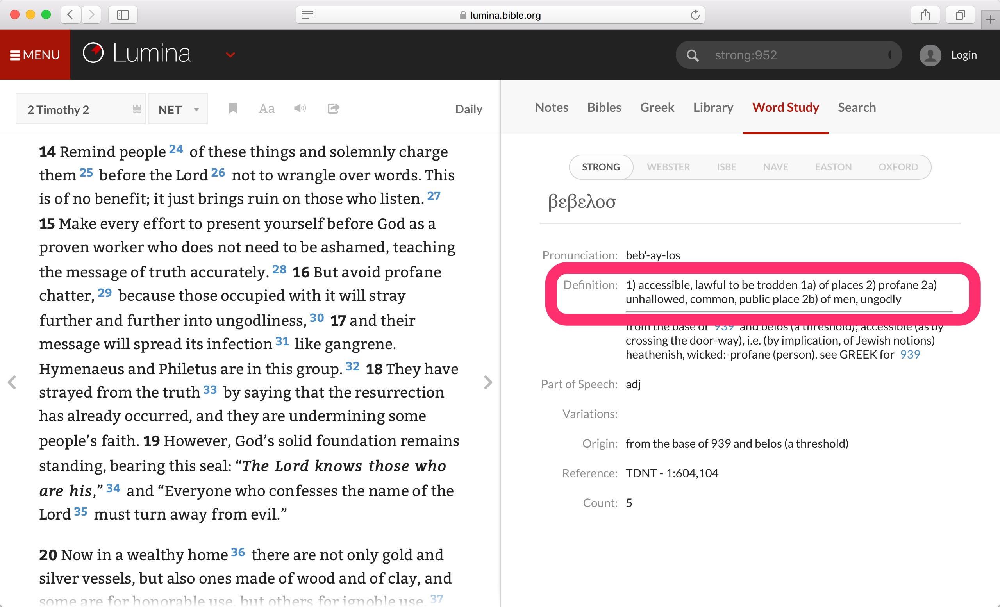 lumina.bible.org
MENU
Lumina
strong:952
Login
2 Timothy 2
NET
Aa
Daily
Notes Bibles Greek Library Word Study Search
14 Remind people 24 of these things and solemnly charge
them 25 before the Lord 26 not to wrangle over words. This
is of no benefit; it just brings ruin on those who listen. 27
15 Make every effort to present yourself before God as a
proven worker who does not need to be ashamed, teaching
the message of truth accurately. 28 16 But avoid profane
chatter, 29 because those occupied with it will stray
further and further into ungodliness, 30 17 and their
message will spread its infection 31 like gangrene.
Hymenaeus and Philetus are in this group. 32 18 They have
strayed from the truth 33 by saying that the resurrection
has already occurred, and they are undermining some
people’s faith. 19 However, God’s solid foundation remains
standing, bearing this seal: “The Lord knows those who
are his,” 34 and “Everyone who confesses the name of the
Lord 35 must turn away from evil.”
20 Now in a wealthy home 36 there are not only gold and
silver vessels, but also ones made of wood and of clay, and
some are for honorable use, but others for ignoble use. 37
STRONG WEBSTER ISBE NAVE EASTON OXFORD
βεβελοσ
Pronunciation: beb'-ay-los
Definition: 1) accessible, lawful to be trodden 1a) of places 2) profane 2a)
unhallowed, common, public place 2b) of men, ungodly
from the base of 939 and belos (a threshold); accessible (as by
crossing the door-way), i.e. (by implication, of Jewish notions)
heathenish, wicked:-profane (person). see GREEK for 939
Part of Speech: adj
Variations:
Origin: from the base of 939 and belos (a threshold)
Reference: TDNT - 1:604,104
Count: 5